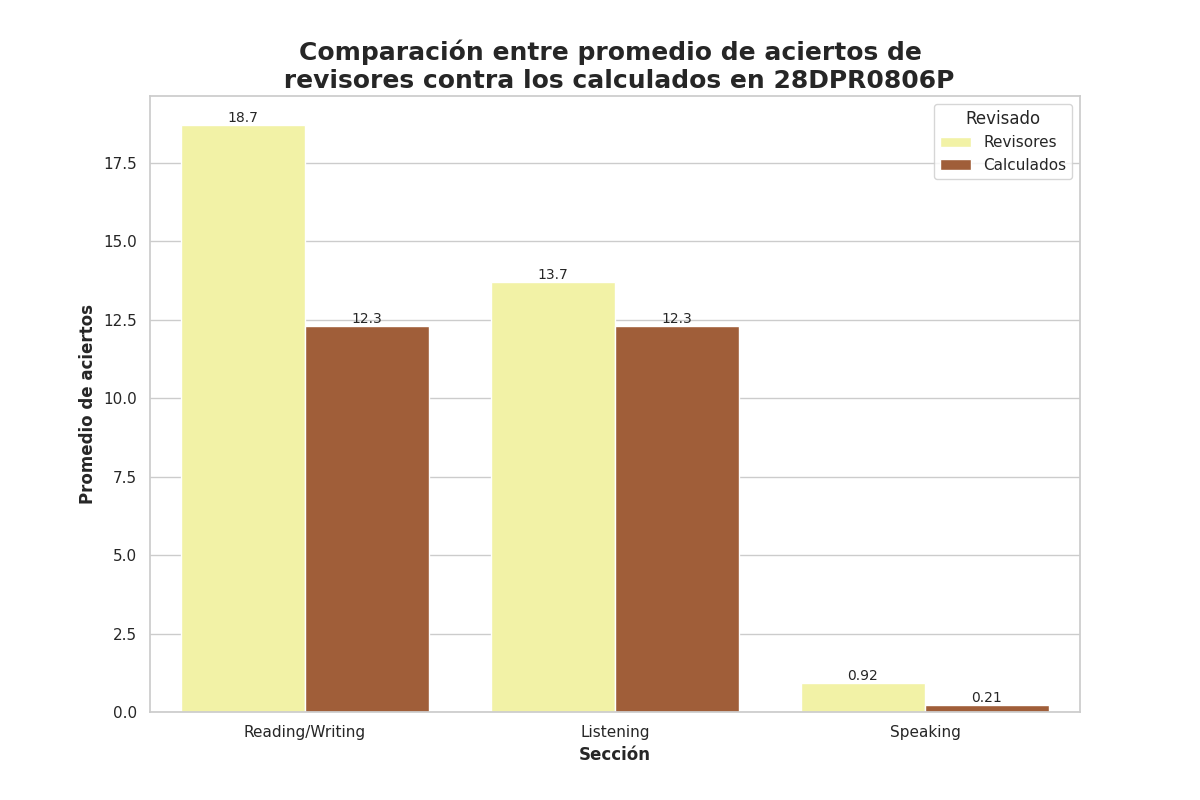 Comparación entre promedio de aciertos de
revisores contra los calculados en 28DPR0806P
Revisado
Revisores
Calculados
Promedio de aciertos
17.5
15.0
12.5
10.0
7.5
5.0
2.5
0.0
18.7
12.3
13.7
12.3
0.92
0.21
Reading/Writing
Listening
Speaking
Sección